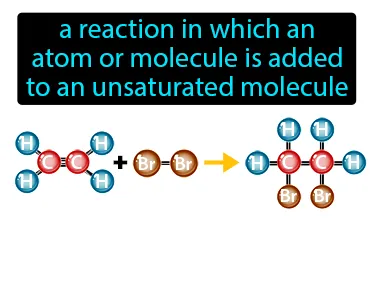 a reaction in which an
atom or molecule is added
to an unsaturated molecule
H H H H
H C C H + Br Br H C C H
H H Br Br